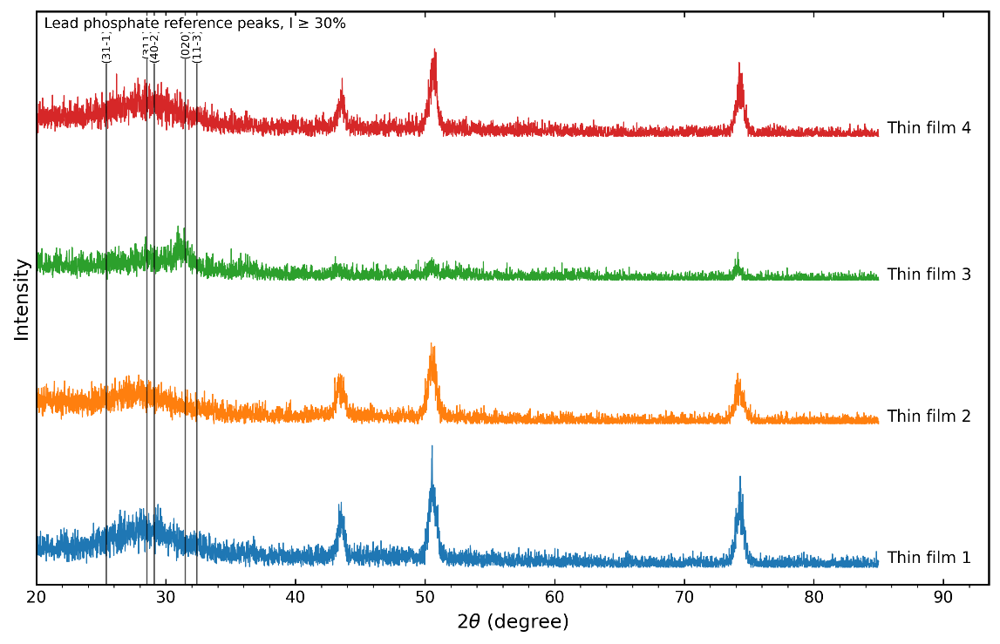 Lead phosphate reference peaks, I ≥ 30%
(31-1)
(311)
(40-2)
(020)
(11-3)
Thin film 4
Thin film 3
Thin film 2
Thin film 1
Intensity
20 30 40 50 60 70 80 90
2θ (degree)